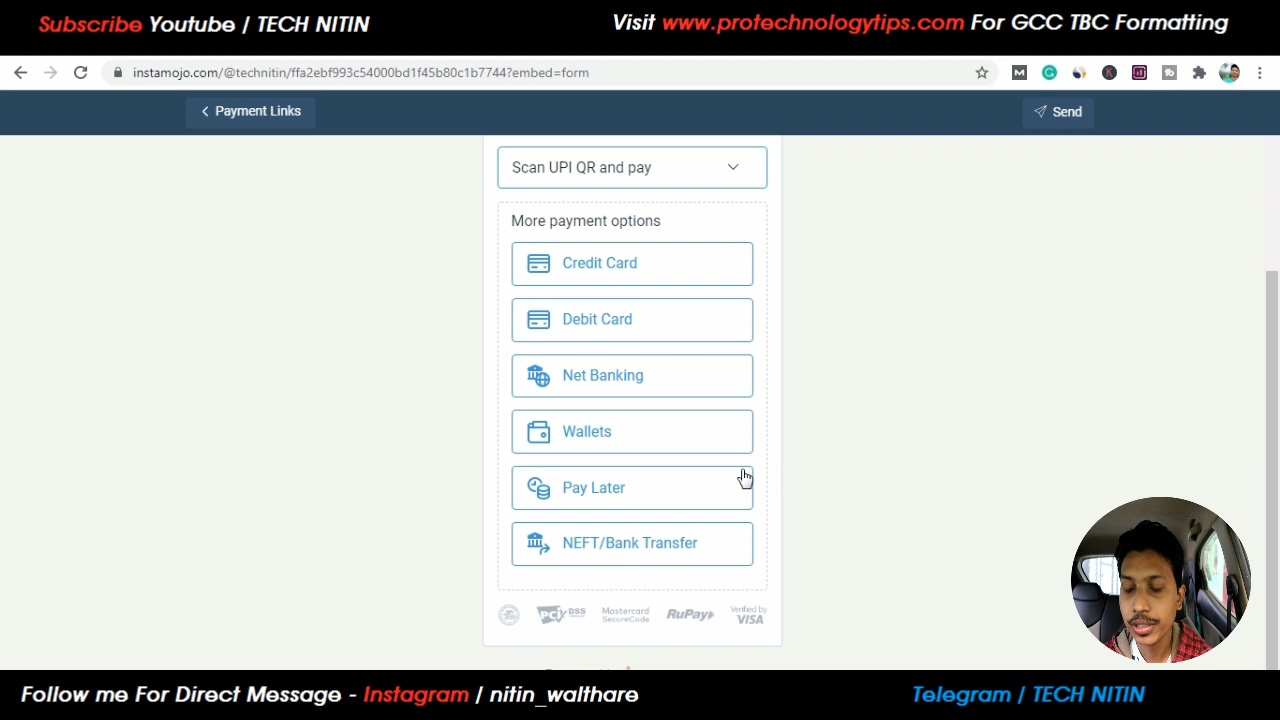 Subscribe Youtube / TECH NITIN
Visit www.protechnologytips.com For GCC TBC Formatting
instamojo.com/@technitin/ffa2ebf993c54000bd1f45b80c1b7744?embed=form
Payment Links
Send
Scan UPI QR and pay
More payment options
Credit Card
Debit Card
Net Banking
Wallets
Pay Later
NEFT/Bank Transfer
PCI DSS
Mastercard SecureCode
RuPay
Verified by VISA
Follow me For Direct Message - Instagram / nitin_walthare
Telegram / TECH NITIN